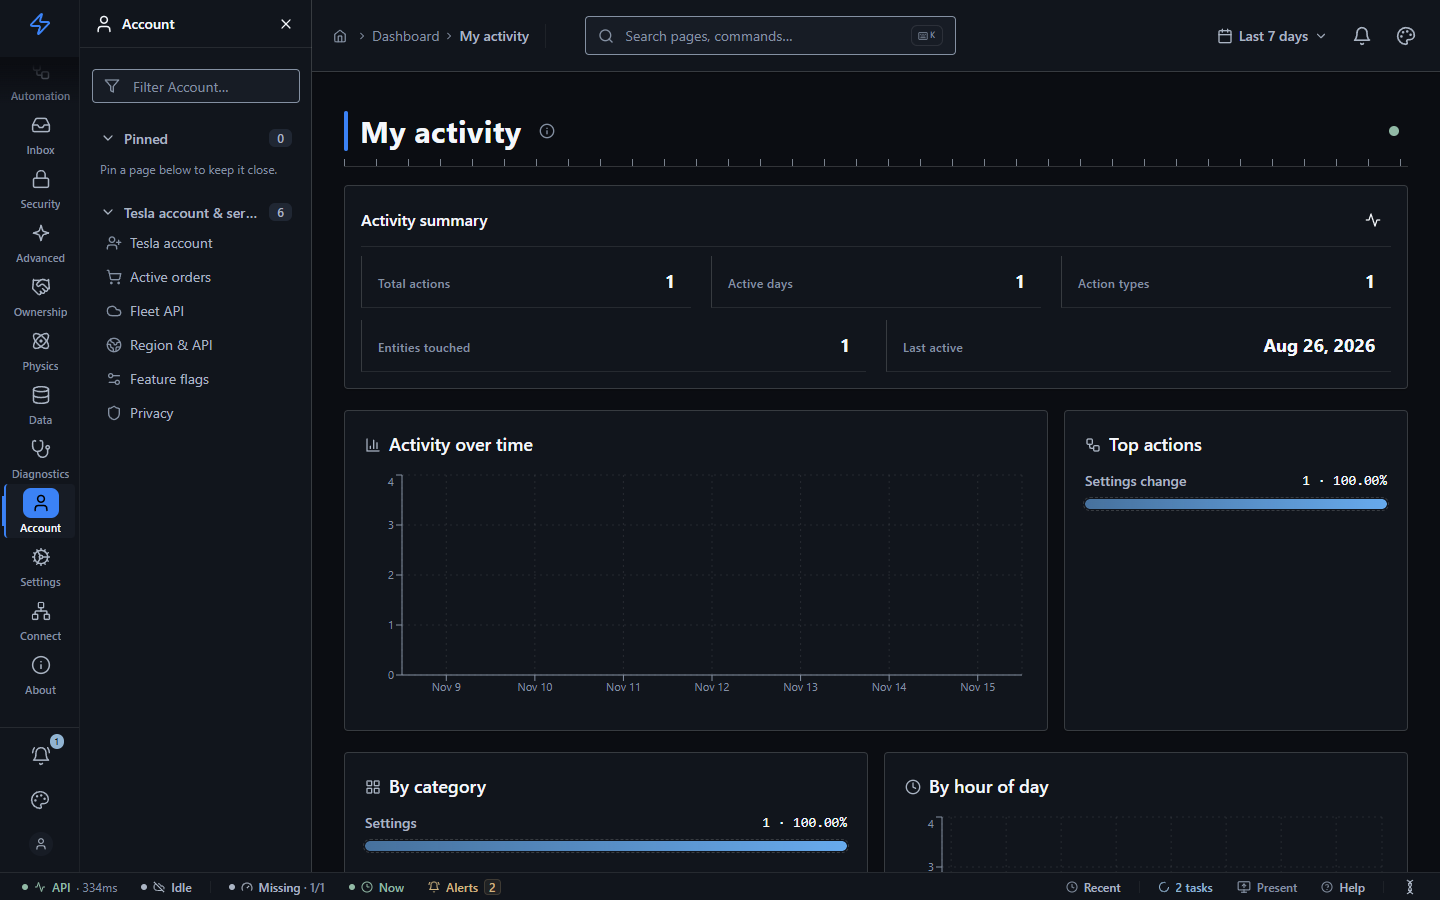 Automation
Inbox
Security
Advanced
Ownership
Physics
Data
Diagnostics
Account
Settings
Connect
About
1
Account
Filter Account...
Pinned 0
Pin a page below to keep it close.
Tesla account & ser... 6
Tesla account
Active orders
Fleet API
Region & API
Feature flags
Privacy
Dashboard My activity
Search pages, commands... K
Last 7 days
My activity
Activity summary
Total actions 1
Active days 1
Action types 1
Entities touched 1
Last active Aug 26, 2026
Activity over time
4
3
2
1
0
Nov 9 Nov 10 Nov 11 Nov 12 Nov 13 Nov 14 Nov 15
Top actions
Settings change 1 · 100.00%
By category
Settings 1 · 100.00%
By hour of day
4
3
API · 334ms Idle Missing · 1/1 Now Alerts 2 Recent 2 tasks Present Help